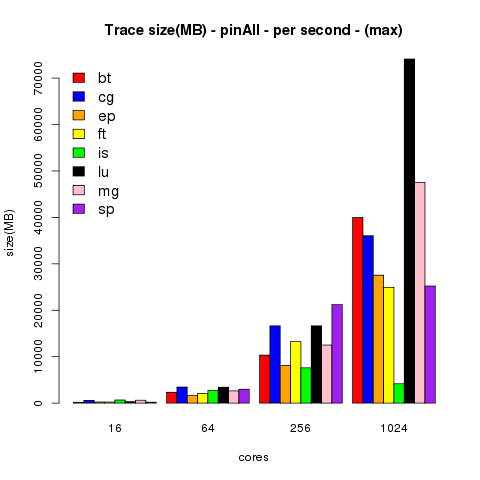 Trace size(MB) - pinAll - per second - (max)
70000
60000
50000
40000
30000
20000
10000
0
size(MB)
bt
cg
ep
ft
is
lu
mg
sp
16 64 256 1024
cores